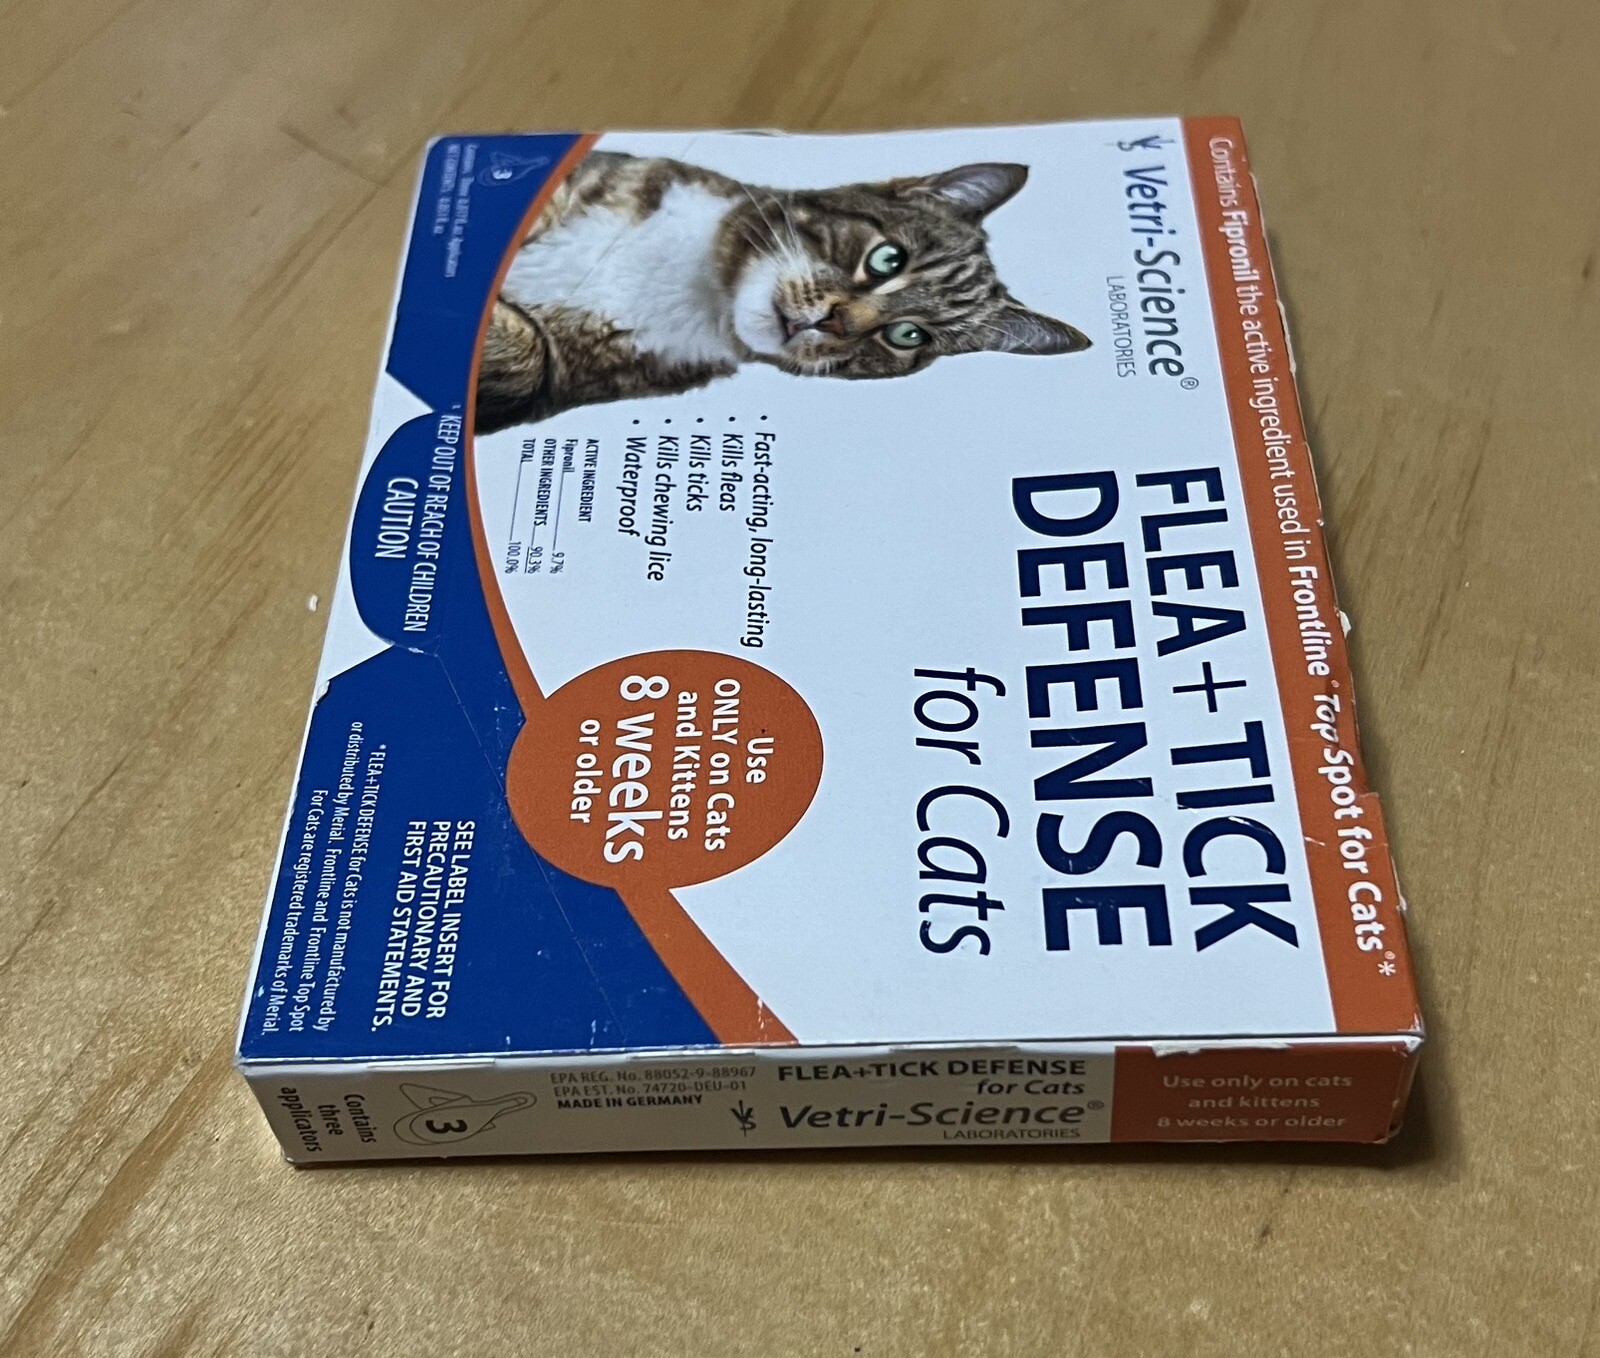 Contains Fipronil the active ingredient used in Frontline® Top Spot for Cats®*
Vetri-Science®
LABORATORIES
FLEA+TICK
DEFENSE
for Cats
• Fast-acting, long-lasting
• Kills fleas
• Kills ticks
• Kills chewing lice
• Waterproof
ACTIVE INGREDIENT
Fipronil 9.7%
OTHER INGREDIENTS 90.3%
TOTAL 100.0%
Use
ONLY on Cats
and Kittens
8 weeks
or older
3
KEEP OUT OF REACH OF CHILDREN
CAUTION
SEE LABEL INSERT FOR
PRECAUTIONARY AND
FIRST AID STATEMENTS.
*FLEA+TICK DEFENSE for Cats is not manufactured by
or distributed by Merial. Frontline and Frontline Top Spot
For Cats are registered trademarks of Merial.
Contains
three
applicators
3
EPA REG. No. 88052-9-88967
EPA EST. No. 74720-DEU-01
MADE IN GERMANY
FLEA+TICK DEFENSE
for Cats
Vetri-Science®
LABORATORIES
Use only on cats
and kittens
8 weeks or older